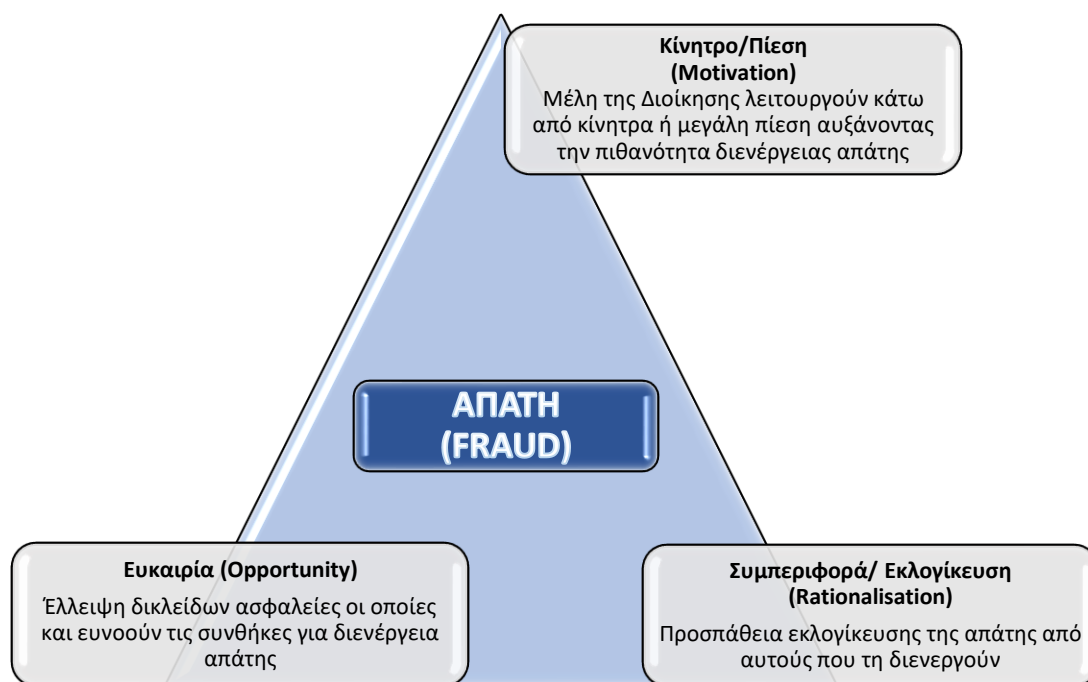 Κίνητρο/Πίεση
(Motivation)
Μέλη της Διοίκησης λειτουργούν κάτω
από κίνητρα ή μεγάλη πίεση αυξάνοντας
την πιθανότητα διενέργειας απάτης
ΑΠΑΤΗ
(FRAUD)
Ευκαιρία (Opportunity)
Έλλειψη δικλείδων ασφαλείες οι οποίες
και ευνοούν τις συνθήκες για διενέργεια
απάτης
Συμπεριφορά/ Εκλογίκευση
(Rationalisation)
Προσπάθεια εκλογίκευσης της απάτης από
αυτούς που τη διενεργούν